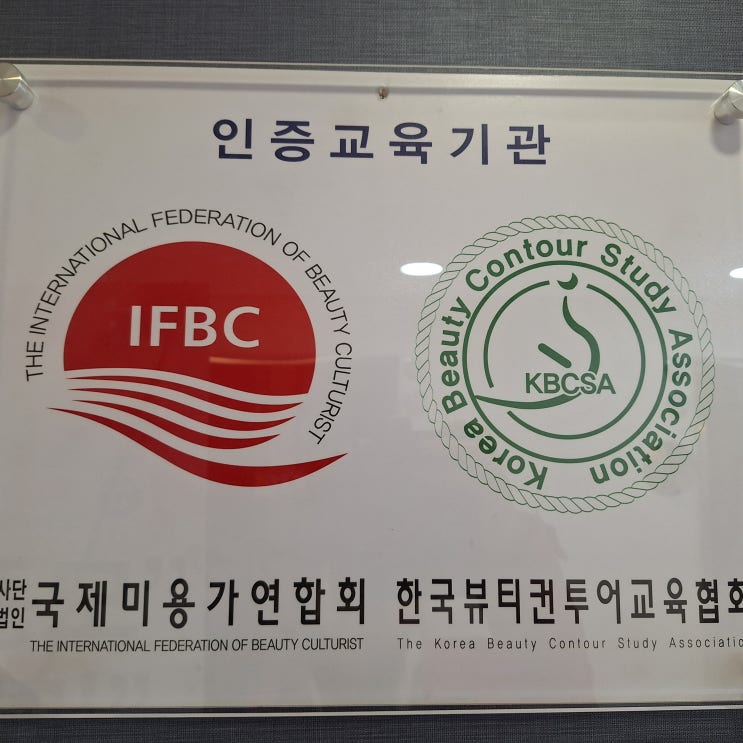 인증교육기관
THE INTERNATIONAL FEDERATION OF BEAUTY CULTURIST
IFBC
Korea Beauty Contour Study Association
KBCSA
사단
법인
국제미용가연합회
THE INTERNATIONAL FEDERATION OF BEAUTY CULTURIST
한국뷰티컨투어교육협회
The Korea Beauty Contour Study Association